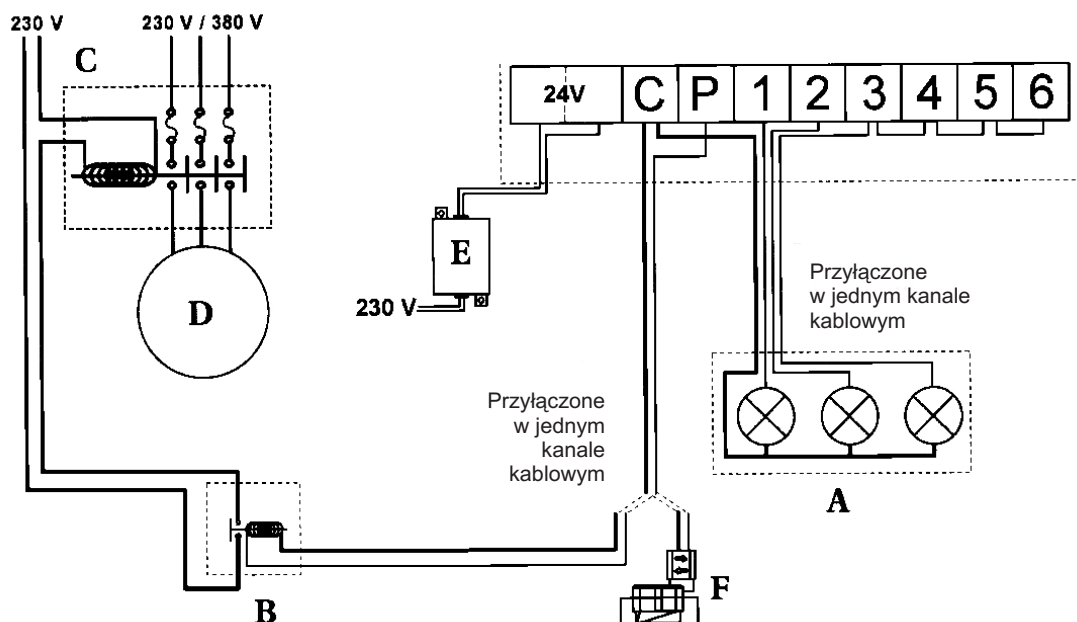 230 V
230 V / 380 V
C
24V
C
P
1
2
3
4
5
6
D
E
230 V
Przyłączone
w jednym kanale
kablowym
Przyłączone
w jednym
kanale
kablowym
A
B
F